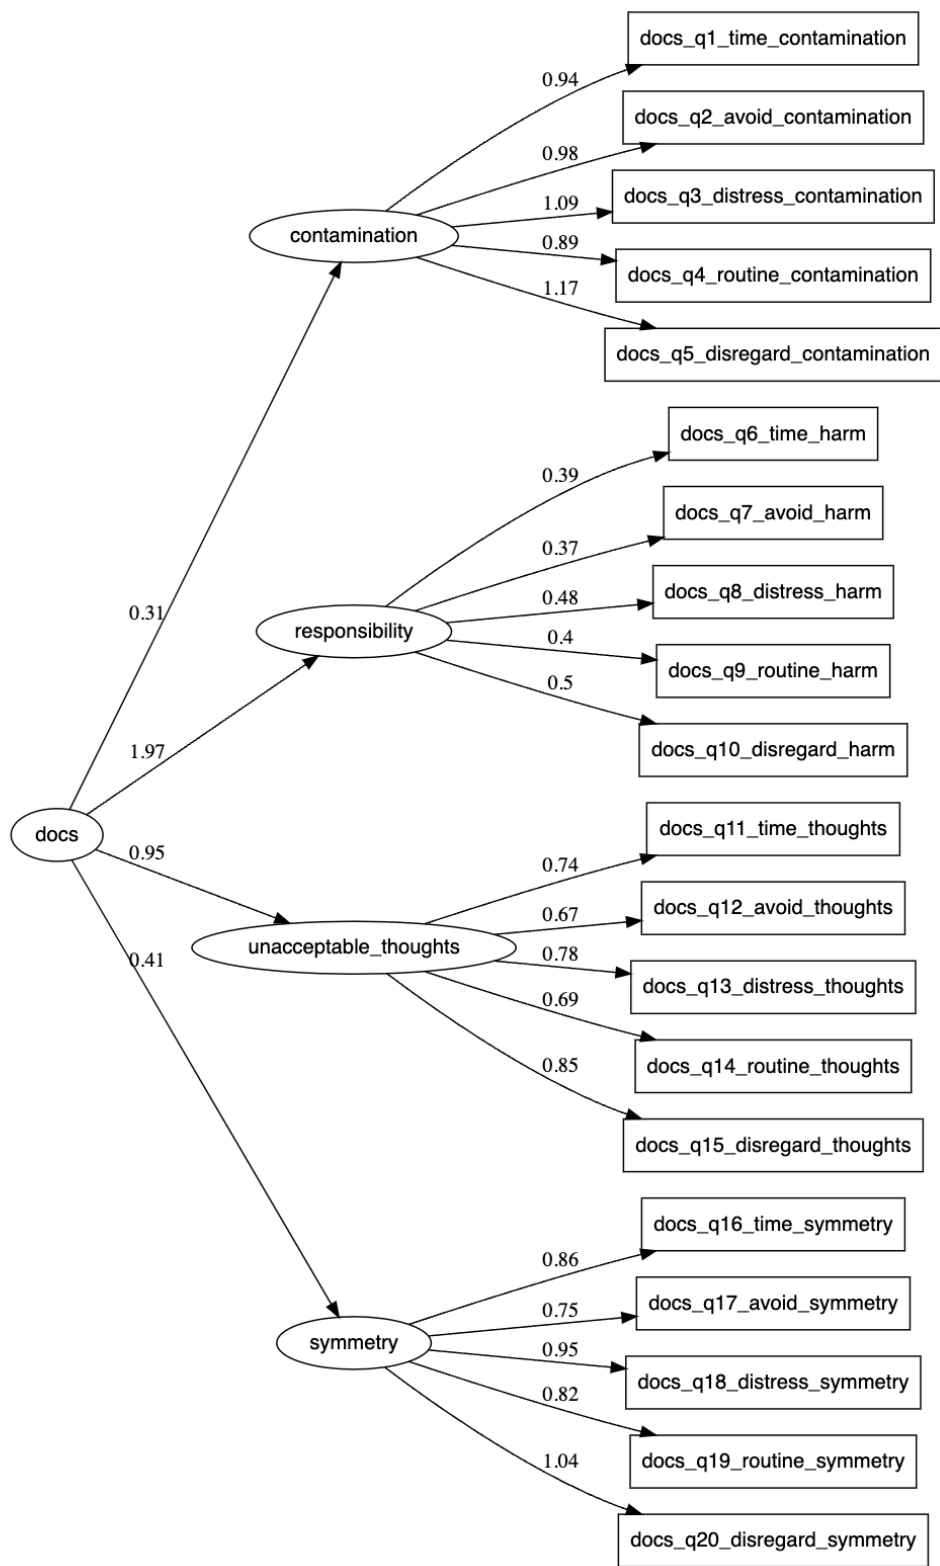 docs_q1_time_contamination
0.94
docs_q2_avoid_contamination
0.98
docs_q3_distress_contamination
1.09
contamination
0.89
docs_q4_routine_contamination
1.17
docs_q5_disregard_contamination
docs_q6_time_harm
0.39
docs_q7_avoid_harm
0.37
docs_q8_distress_harm
0.48
0.31
responsibility
0.4
docs_q9_routine_harm
0.5
docs_q10_disregard_harm
1.97
docs_q11_time_thoughts
docs
0.95
0.74
docs_q12_avoid_thoughts
0.67
unacceptable_thoughts
0.78
0.41
docs_q13_distress_thoughts
0.69
docs_q14_routine_thoughts
0.85
docs_q15_disregard_thoughts
docs_q16_time_symmetry
0.86
docs_q17_avoid_symmetry
0.75
symmetry
0.95
docs_q18_distress_symmetry
0.82
docs_q19_routine_symmetry
1.04
docs_q20_disregard_symmetry